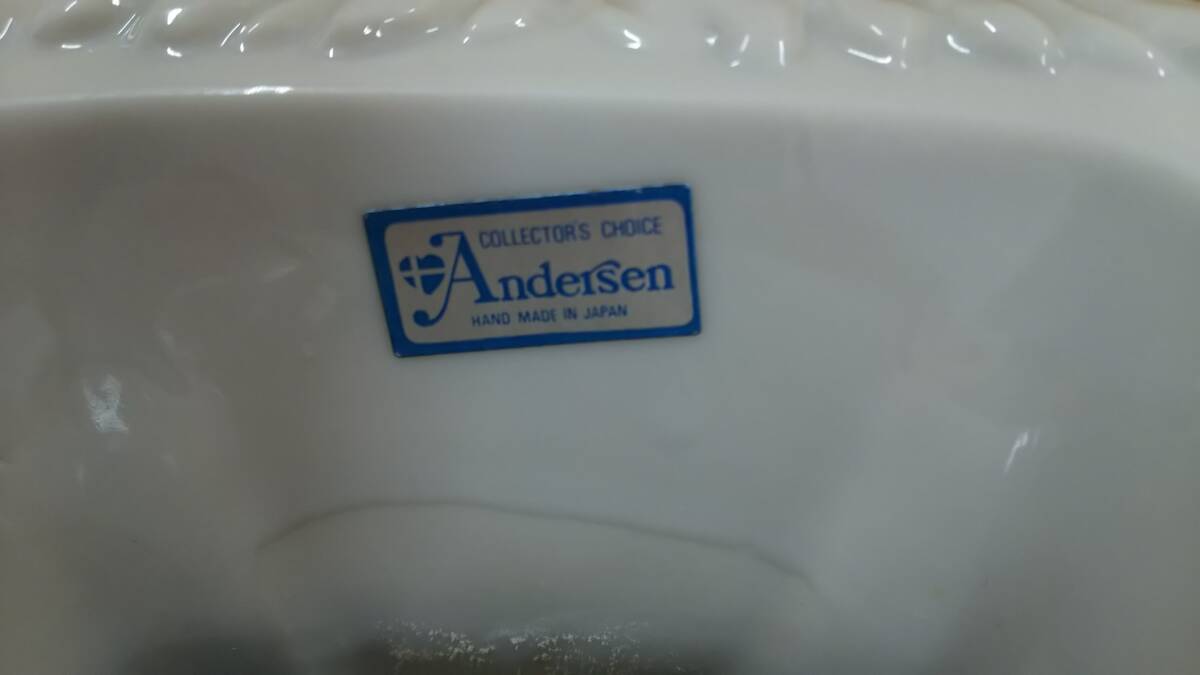 COLLECTOR'S CHOICE
Andersen
HAND MADE IN JAPAN